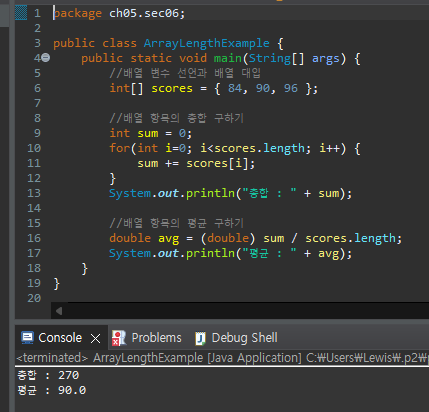 1 package ch05.sec06;
2
3 public class ArrayLengthExample {
4 public static void main(String[] args) {
5 //배열 변수 선언과 배열 대입
6 int[] scores = { 84, 90, 96 };
7
8 //배열 항목의 총합 구하기
9 int sum = 0;
10 for(int i=0; i<scores.length; i++) {
11 sum += scores[i];
12 }
13 System.out.println("총합 : " + sum);
14
15 //배열 항목의 평균 구하기
16 double avg = (double) sum / scores.length;
17 System.out.println("평균 : " + avg);
18 }
19 }
20
Console Problems Debug Shell
<terminated> ArrayLengthExample [Java Application] C:₩Users₩Lewis₩.p2₩
총합 : 270
평균 : 90.0